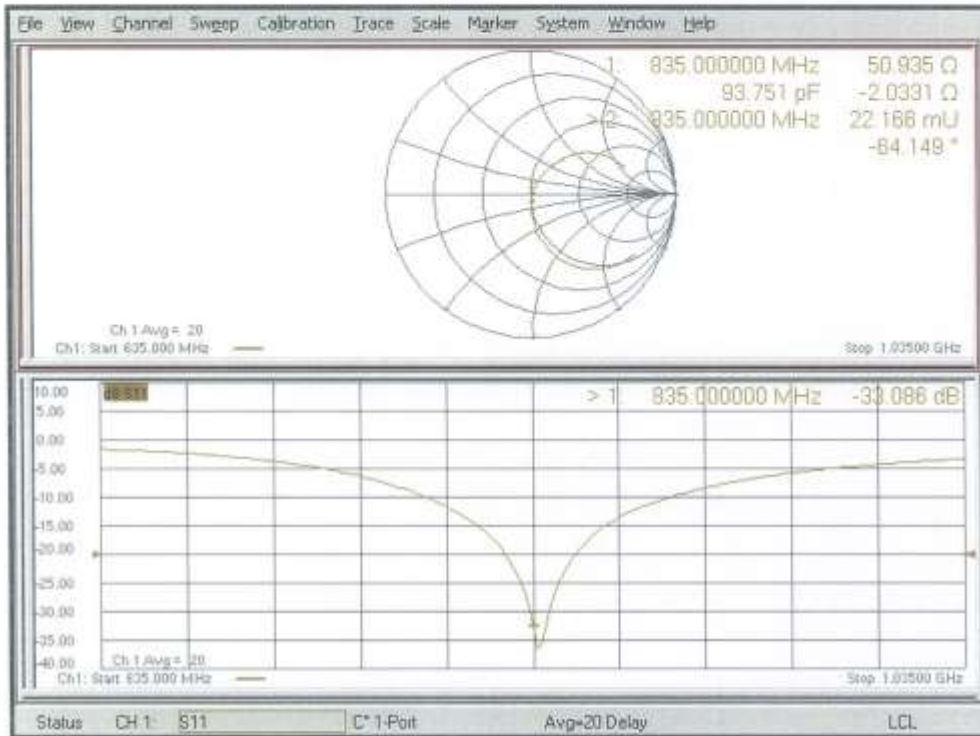 File View Channel Sweep Calibration Trace Scale Marker System Window Help
1: 835.000000 MHz 50.935 Ω
93.751 pF -2.0331 Ω
> 2: 835.000000 MHz 22.166 mU
-64.149 °
Ch 1 Avg = 20
Ch1: Start 635.000 MHz Stop 1.03500 GHz
10.00 dB S11 > 1: 835.000000 MHz -33.086 dB
5.00
0.00
-5.00
-10.00
-15.00
-20.00
-25.00
-30.00
-35.00
-40.00
Ch 1 Avg = 20
Ch1: Start 635.000 MHz Stop 1.03500 GHz
Status CH 1: S11 C* 1-Port Avg=20 Delay LCL